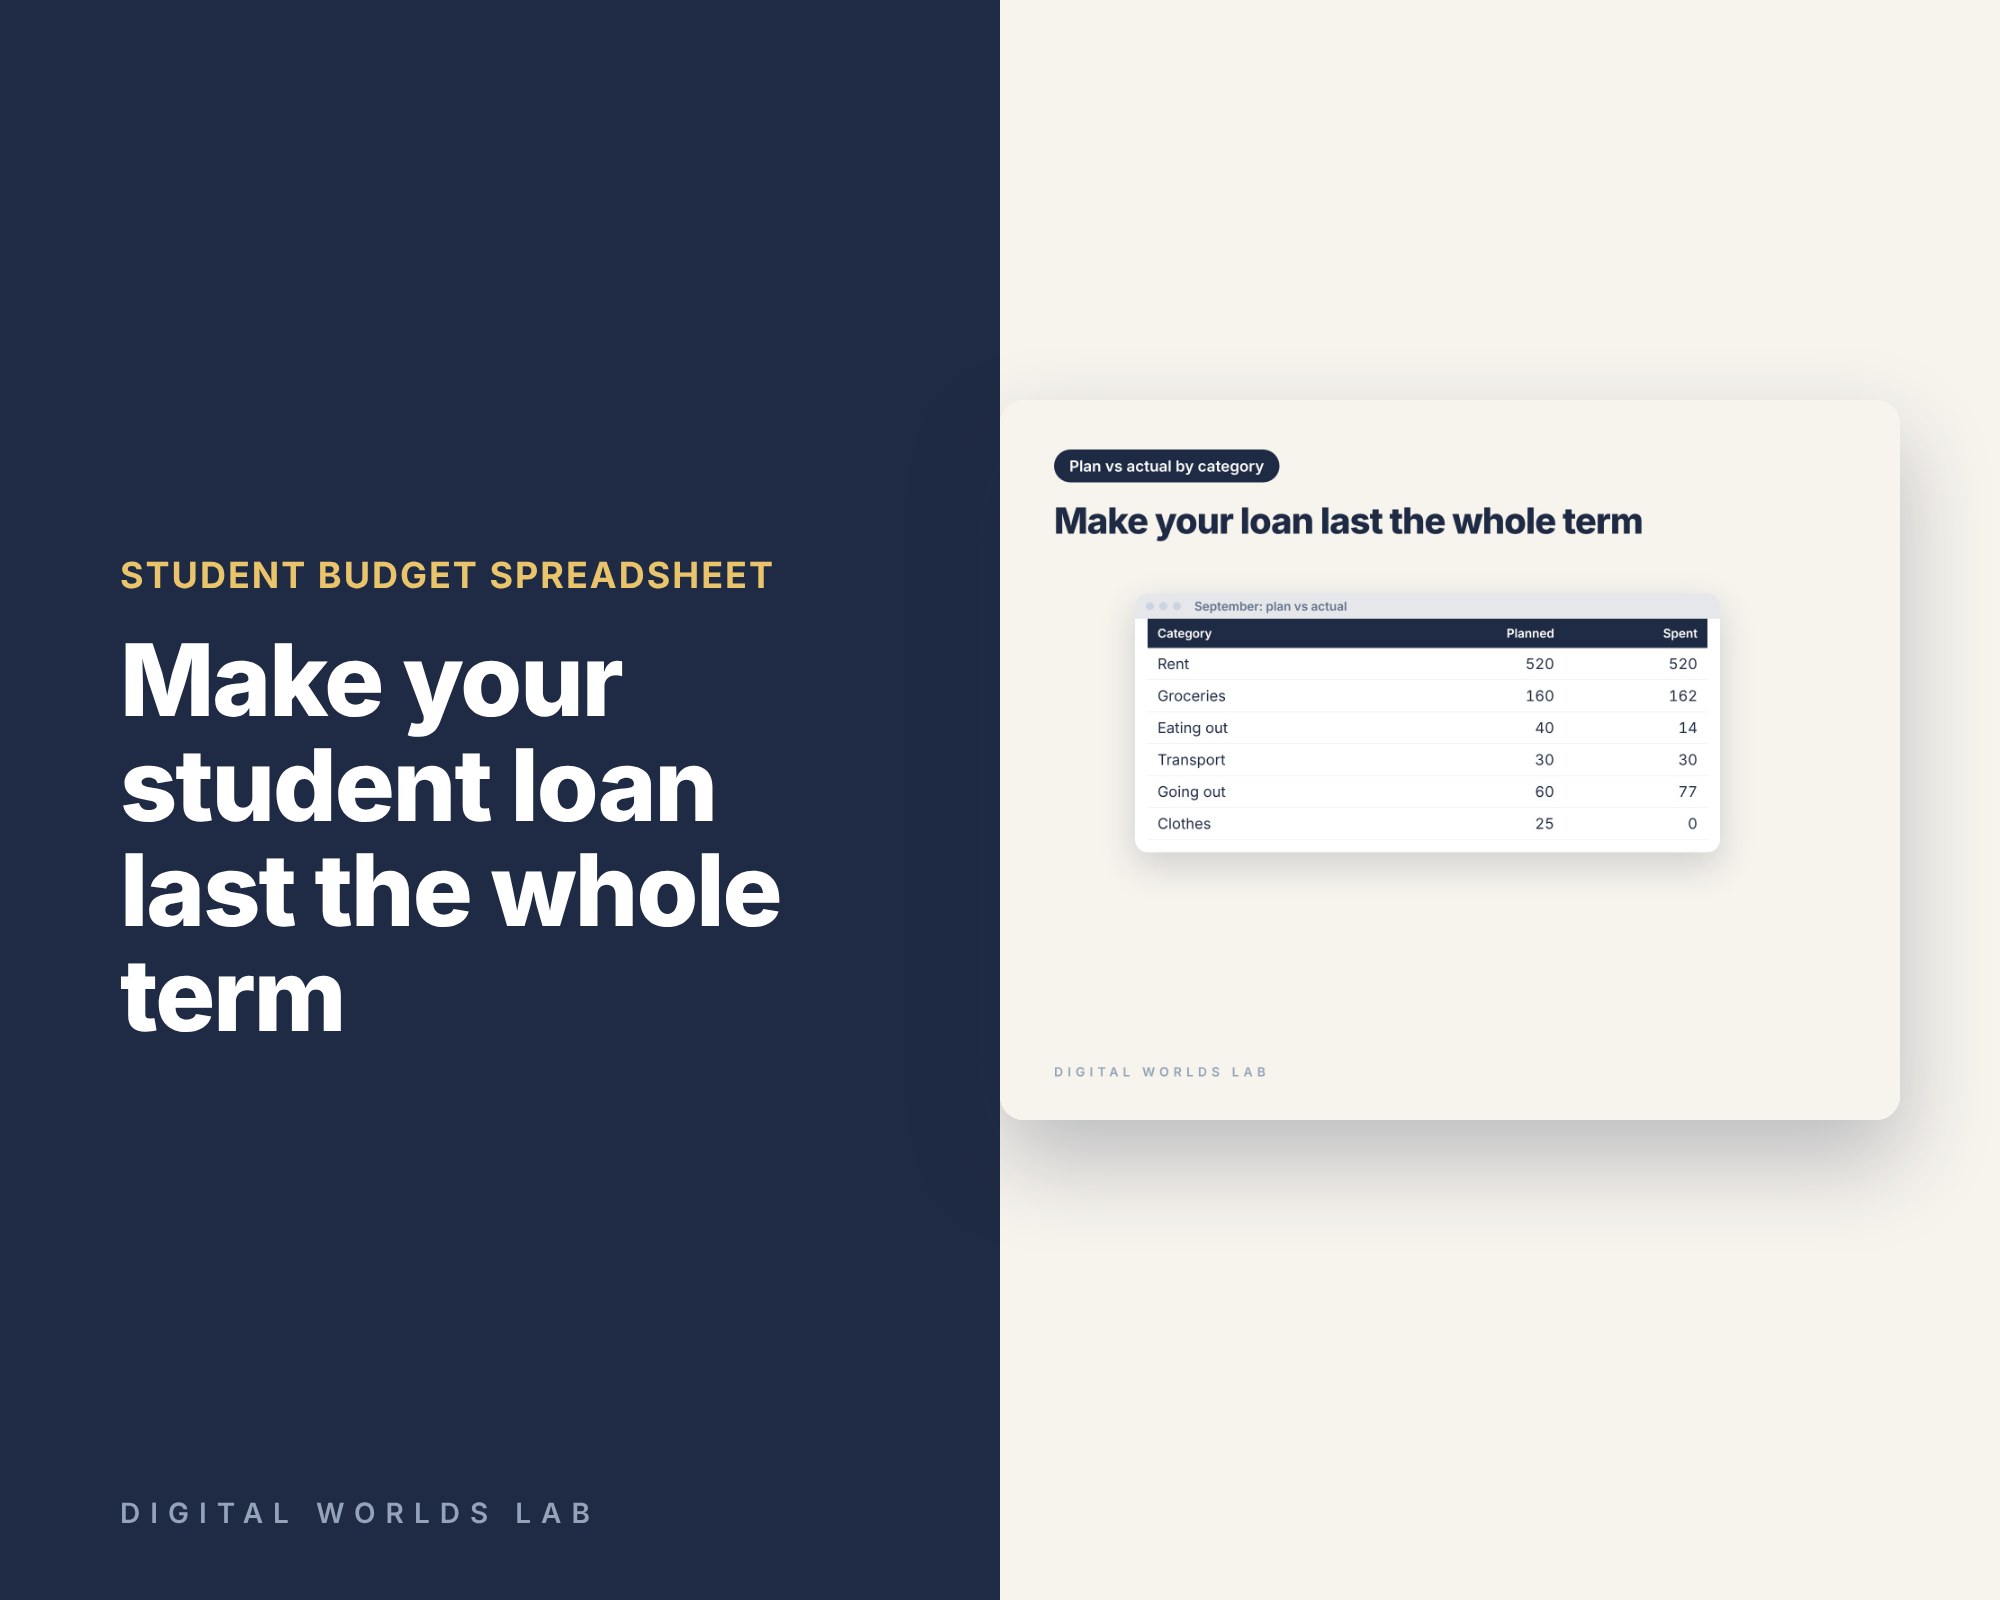 STUDENT BUDGET SPREADSHEET
Make your
student loan
last the whole
term
DIGITAL WORLDS LAB
Plan vs actual by category
Make your loan last the whole term
September: plan vs actual
Category Planned Spent
Rent 520 520
Groceries 160 162
Eating out 40 14
Transport 30 30
Going out 60 77
Clothes 25 0
DIGITAL WORLDS LAB